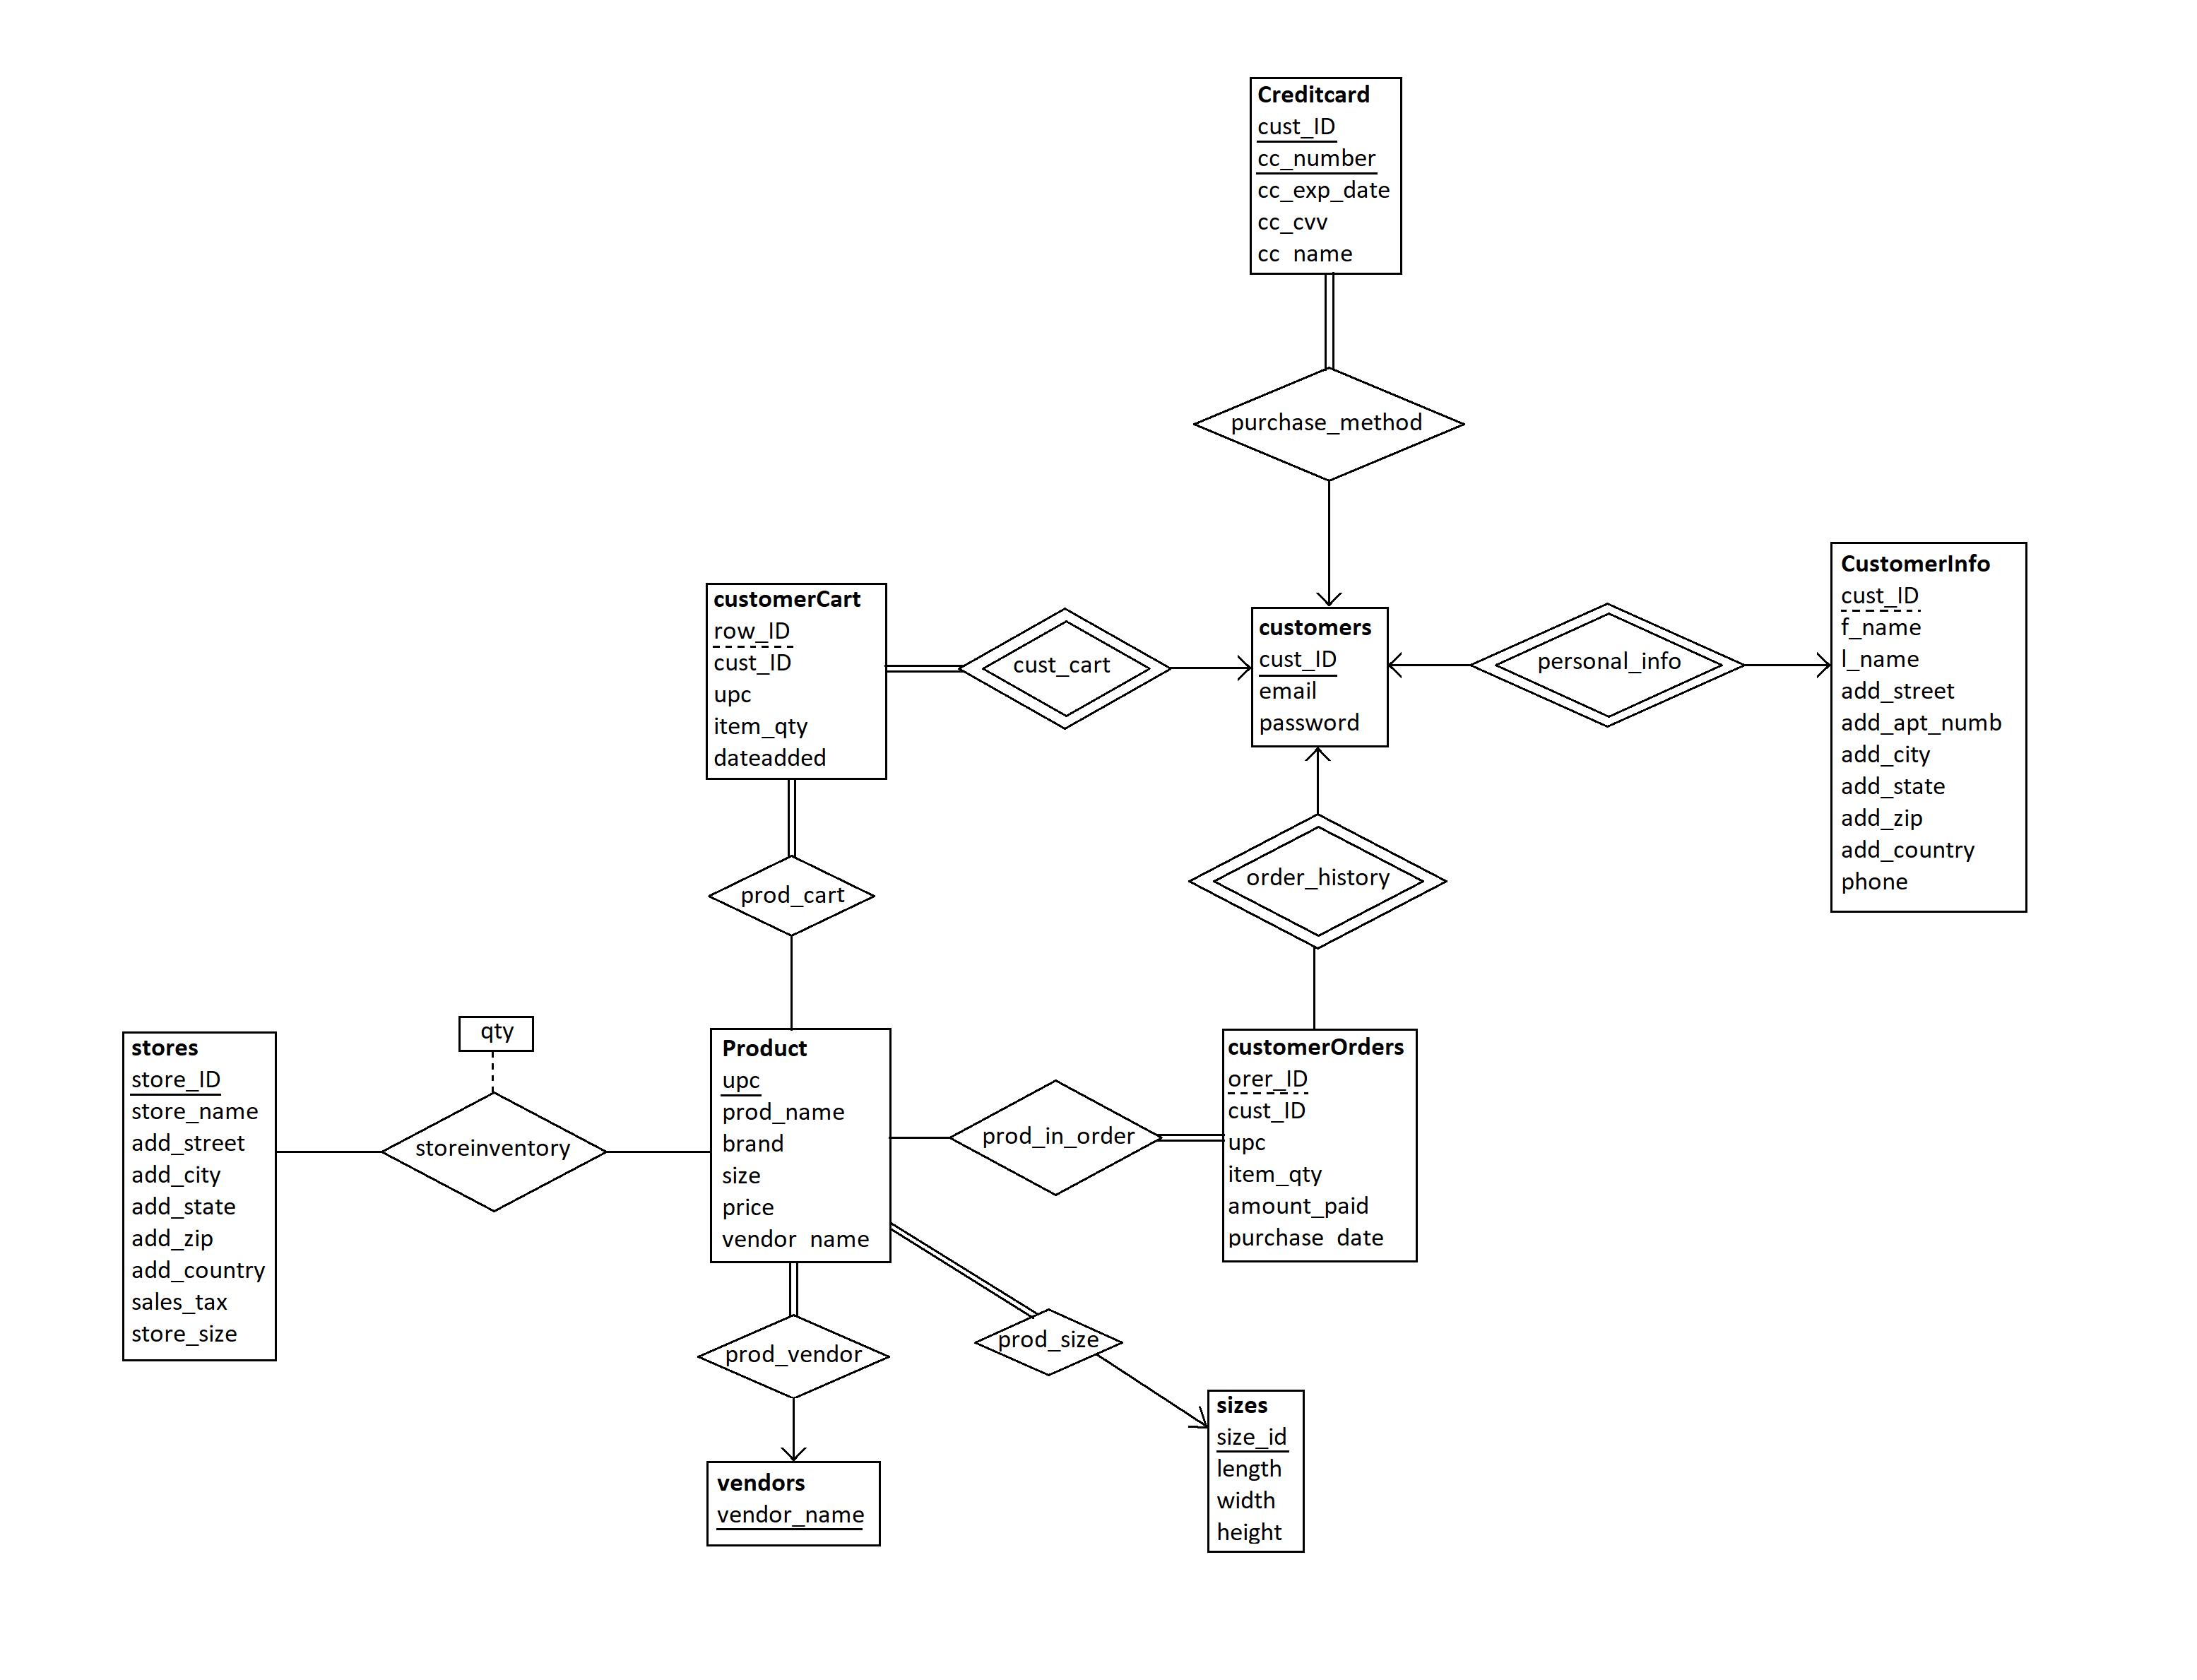 Creditcard
cust_ID
cc_number
cc_exp_date
cc_cvv
cc name
purchase_method
customerCart
row_ID
cust_ID
upc
item_qty
dateadded
cust_cart
customers
cust_ID
email
password
personal_info
CustomerInfo
cust_ID
f_name
l_name
add_street
add_apt_numb
add_city
add_state
add_zip
add_country
phone
prod_cart
order_history
stores
store_ID
store_name
add_street
add_city
add_state
add_zip
add_country
sales_tax
store_size
qty
storeinventory
Product
upc
prod_name
brand
size
price
vendor name
prod_in_order
customerOrders
orer_ID
cust_ID
upc
item_qty
amount_paid
purchase date
prod_vendor
prod_size
vendors
vendor_name
sizes
size_id
length
width
height